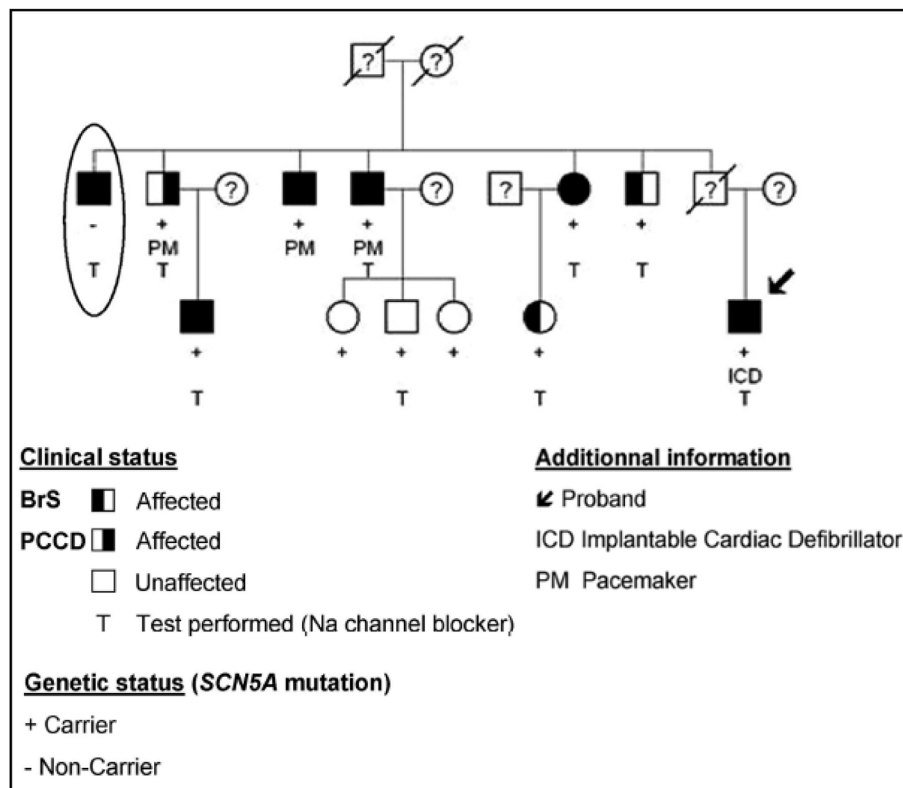 ? ?
? ? ? ? ?
- + + + + +
PM PM PM
T T T T T
+ + + + + +
ICD
T T T T
Clinical status
BrS Affected
PCCD Affected
Unaffected
T Test performed (Na channel blocker)
Additionnal information
Proband
ICD Implantable Cardiac Defibrillator
PM Pacemaker
Genetic status (SCN5A mutation)
+ Carrier
- Non-Carrier